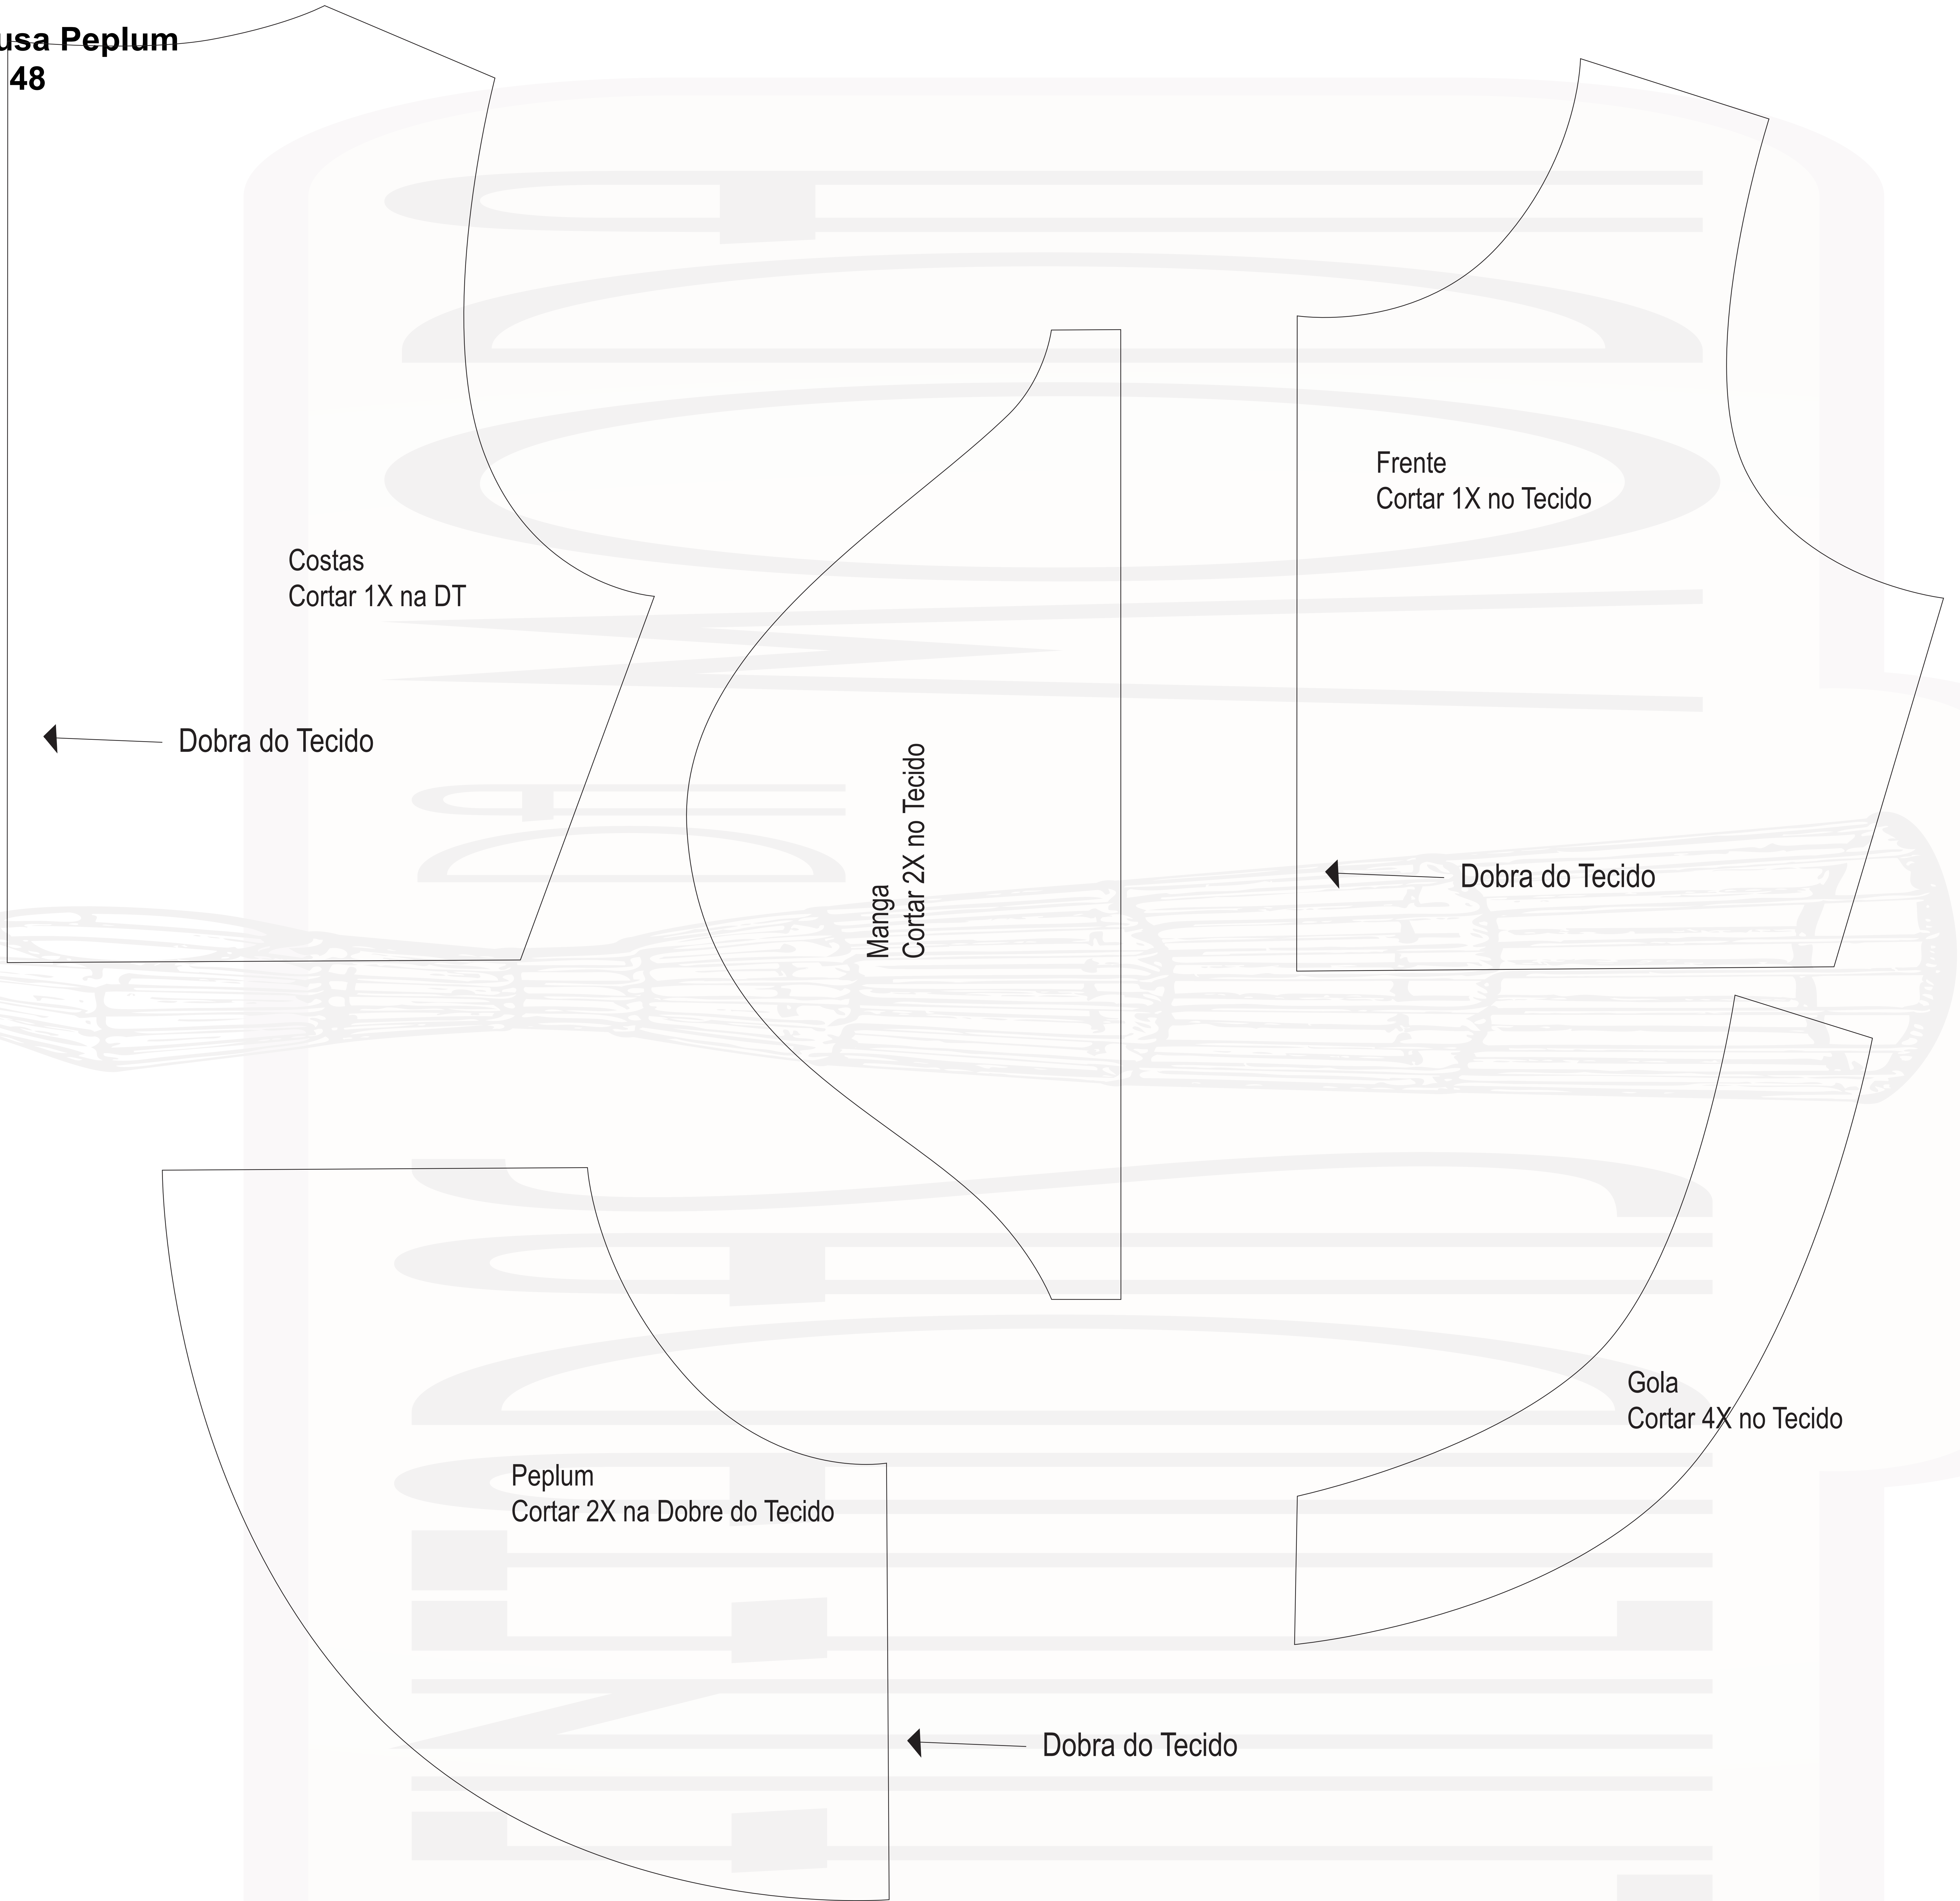 usa Peplum
48
Costas
Cortar 1X na DT
Dobra do Tecido
Manga
Cortar 2X no Tecido
Frente
Cortar 1X no Tecido
Dobra do Tecido
Peplum
Cortar 2X na Dobre do Tecido
Dobra do Tecido
Gola
Cortar 4X no Tecido